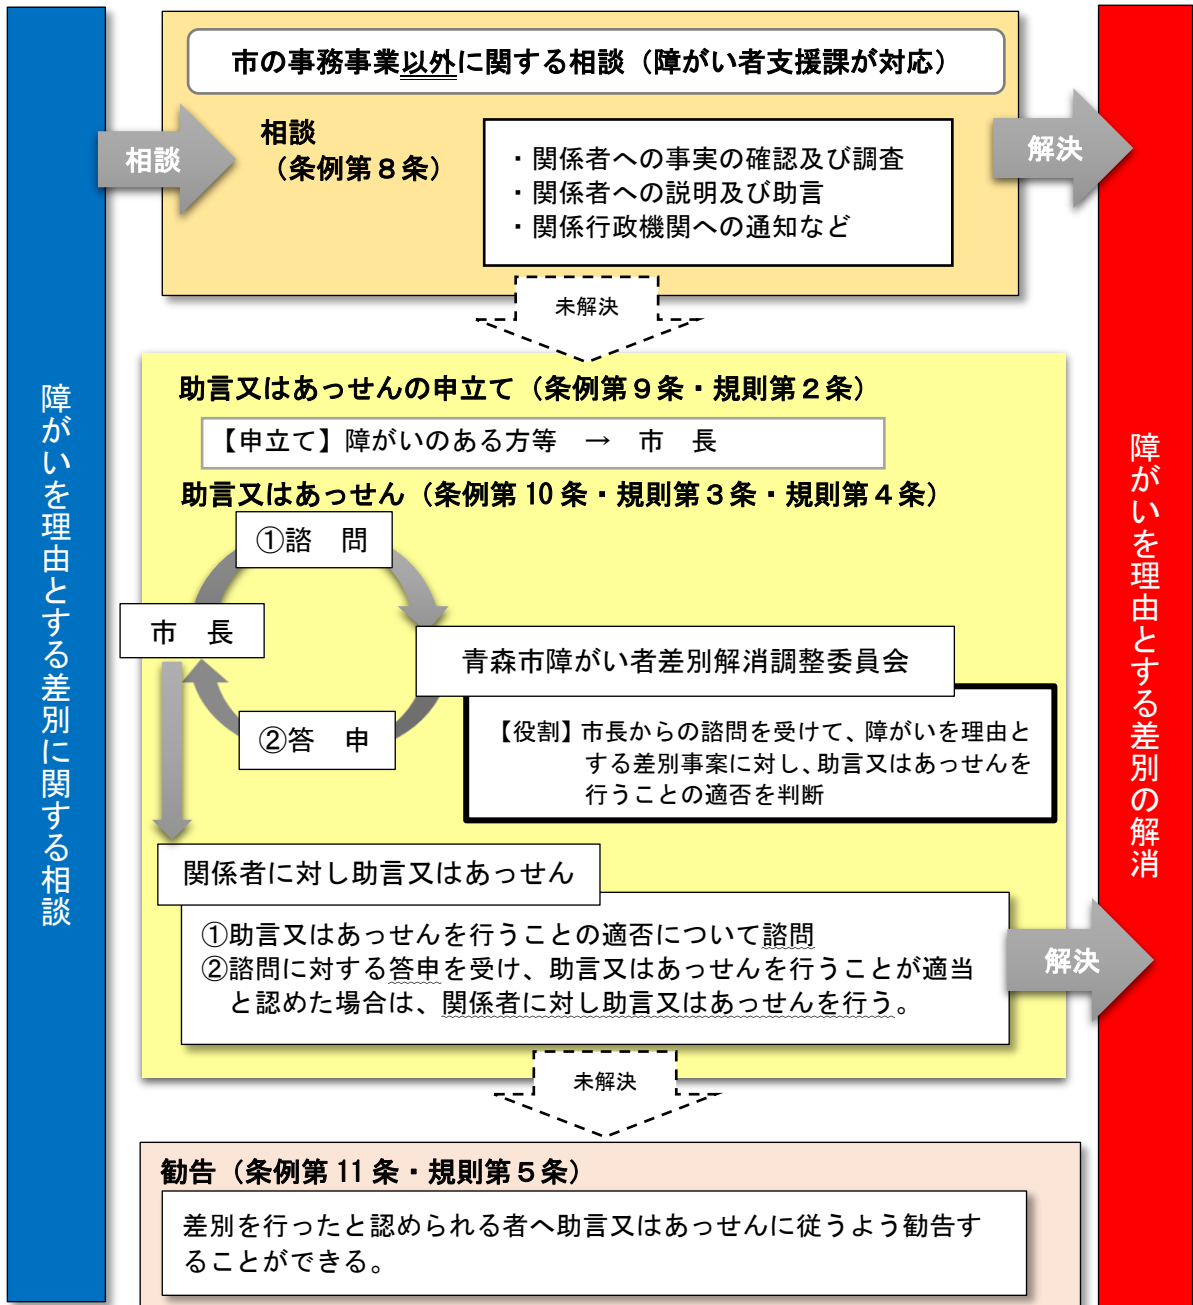 障がいを理由とする差別に関する相談
市の事務事業以外に関する相談（障がい者支援課が対応）
相談
相談
（条例第８条）
・関係者への事実の確認及び調査
・関係者への説明及び助言
・関係行政機関への通知など
解決
未解決
助言又はあっせんの申立て（条例第９条・規則第２条）
【申立て】障がいのある方等　→　市　長
助言又はあっせん（条例第 10 条・規則第３条・規則第４条）
①諮　問
市　長
青森市障がい者差別解消調整委員会
②答　申
【役割】市長からの諮問を受けて、障がいを理由と
する差別事案に対し、助言又はあっせんを
行うことの適否を判断
関係者に対し助言又はあっせん
①助言又はあっせんを行うことの適否について諮問
②諮問に対する答申を受け、助言又はあっせんを行うことが適当
と認めた場合は、関係者に対し助言又はあっせんを行う。
解決
未解決
勧告（条例第 11 条・規則第５条）
差別を行ったと認められる者へ助言又はあっせんに従うよう勧告す
ることができる。
障がいを理由とする差別の解消